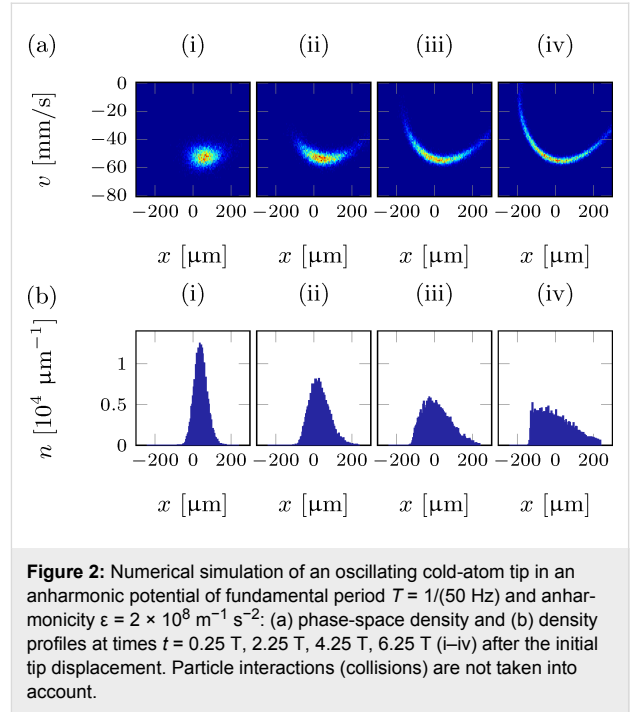 (a) (i) (ii) (iii) (iv)
v [mm/s]
0
−20
−40
−60
−80
−200 0 200 −200 0 200 −200 0 200 −200 0 200
x [μm] x [μm] x [μm] x [μm]
(b) (i) (ii) (iii) (iv)
n [10⁴ μm⁻¹]
1
0.5
0
−200 0 200 −200 0 200 −200 0 200 −200 0 200
x [μm] x [μm] x [μm] x [μm]
Figure 2: Numerical simulation of an oscillating cold-atom tip in an
anharmonic potential of fundamental period T = 1/(50 Hz) and anhar-
monicity ε = 2 × 10⁸ m⁻¹ s⁻²: (a) phase-space density and (b) density
profiles at times t = 0.25 T, 2.25 T, 4.25 T, 6.25 T (i–iv) after the initial
tip displacement. Particle interactions (collisions) are not taken into
account.